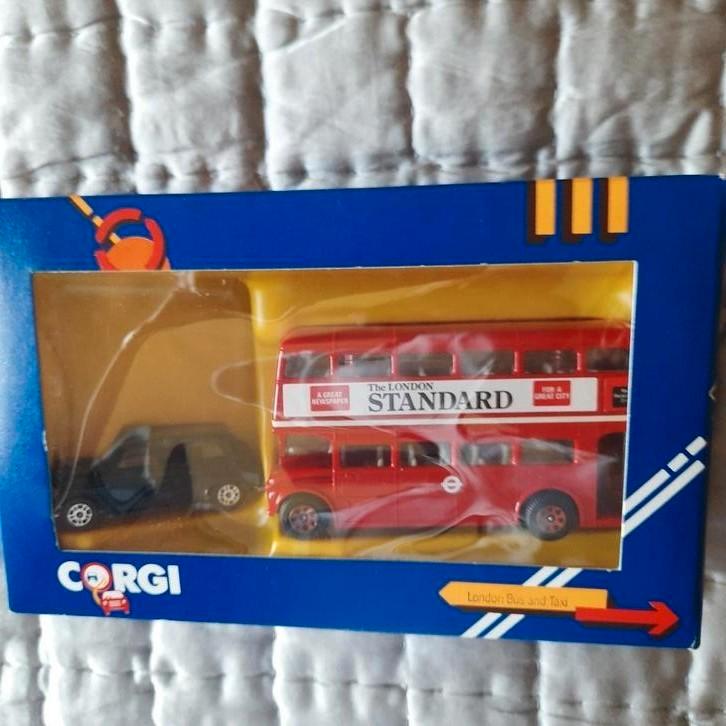 A GREAT
NEWSPAPER
The LONDON
STANDARD
FOR A
GREAT CITY
CORGI
London Bus and Taxi